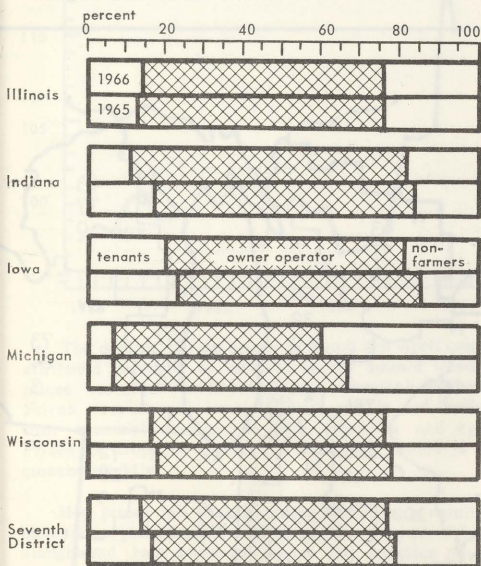 percent
0 20 40 60 80 100
Illinois
1966
1965
Indiana
Iowa
tenants owner operator non-
farmers
Michigan
Wisconsin
Seventh
District